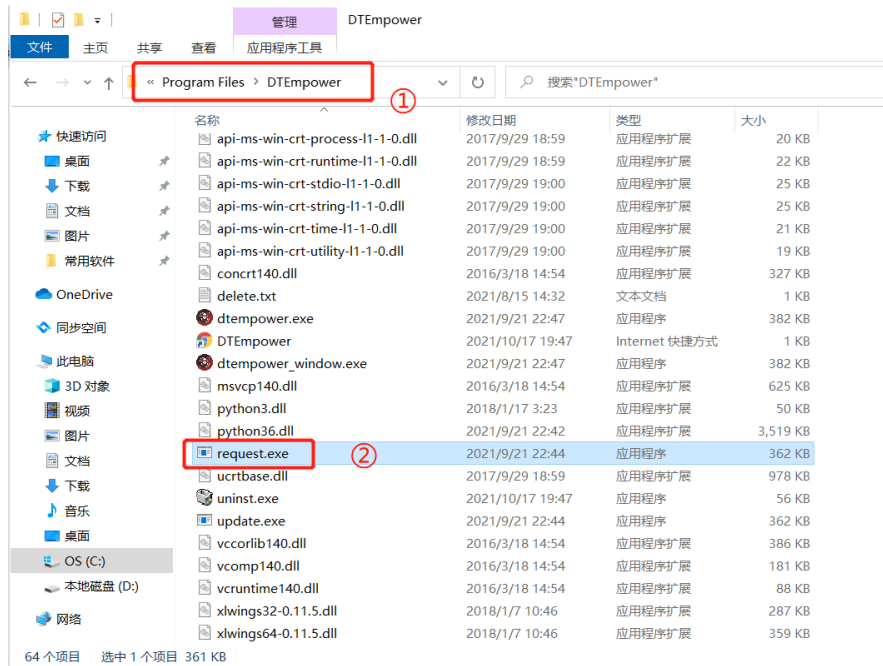 管理 DTEmpower
文件 主页 共享 查看 应用程序工具
« Program Files > DTEmpower ① 搜索"DTEmpower"
名称 修改日期 类型 大小
快速访问
桌面
下载
文档
图片
常用软件
OneDrive
同步空间
此电脑
3D 对象
视频
图片
文档
下载
音乐
桌面
OS (C:)
本地磁盘 (D:)
网络
api-ms-win-crt-process-l1-1-0.dll 2017/9/29 18:59 应用程序扩展 20 KB
api-ms-win-crt-runtime-l1-1-0.dll 2017/9/29 18:59 应用程序扩展 22 KB
api-ms-win-crt-stdio-l1-1-0.dll 2017/9/29 19:00 应用程序扩展 25 KB
api-ms-win-crt-string-l1-1-0.dll 2017/9/29 19:00 应用程序扩展 25 KB
api-ms-win-crt-time-l1-1-0.dll 2017/9/29 19:00 应用程序扩展 21 KB
api-ms-win-crt-utility-l1-1-0.dll 2017/9/29 19:00 应用程序扩展 19 KB
concrt140.dll 2016/3/18 14:54 应用程序扩展 327 KB
delete.txt 2021/8/15 14:32 文本文档 1 KB
dtempower.exe 2021/9/21 22:47 应用程序 382 KB
DTEmpower 2021/10/17 19:47 Internet 快捷方式 1 KB
dtempower_window.exe 2021/9/21 22:47 应用程序 382 KB
msvcp140.dll 2016/3/18 14:54 应用程序扩展 625 KB
python3.dll 2018/1/17 3:23 应用程序扩展 50 KB
python36.dll 2021/9/21 22:42 应用程序扩展 3,519 KB
request.exe ② 2021/9/21 22:44 应用程序 362 KB
ucrtbase.dll 2017/9/29 18:59 应用程序扩展 978 KB
uninst.exe 2021/10/17 19:47 应用程序 56 KB
update.exe 2021/9/21 22:44 应用程序 362 KB
vccorlib140.dll 2016/3/18 14:54 应用程序扩展 386 KB
vcomp140.dll 2016/3/18 14:54 应用程序扩展 181 KB
vcruntime140.dll 2016/3/18 14:54 应用程序扩展 88 KB
xlwings32-0.11.5.dll 2018/1/7 10:46 应用程序扩展 287 KB
xlwings64-0.11.5.dll 2018/1/7 10:46 应用程序扩展 359 KB
64 个项目 选中 1 个项目 361 KB